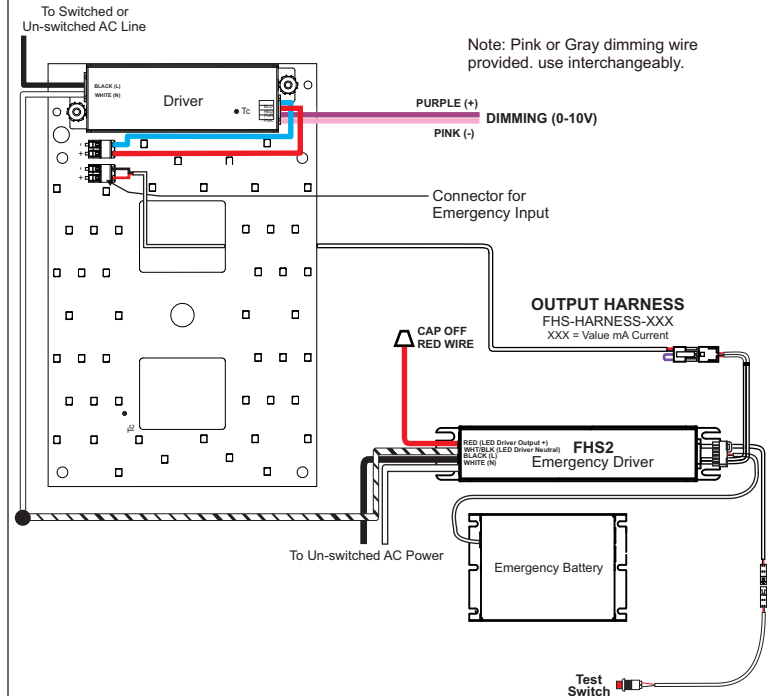 To Switched or
Un-switched AC Line
Note: Pink or Gray dimming wire
provided. use interchangeably.
BLACK (L)
WHITE (N)
Driver
Tc
PURPLE (+)
DIMMING (0-10V)
PINK (-)
-
+
-
+
Connector for
Emergency Input
OUTPUT HARNESS
FHS-HARNESS-XXX
XXX = Value mA Current
CAP OFF
RED WIRE
Tc
RED (LED Driver Output +)
WHT/BLK (LED Driver Neutral)
BLACK (L)
WHITE (N)
FHS2
Emergency Driver
To Un-switched AC Power
Emergency Battery
Test
Switch